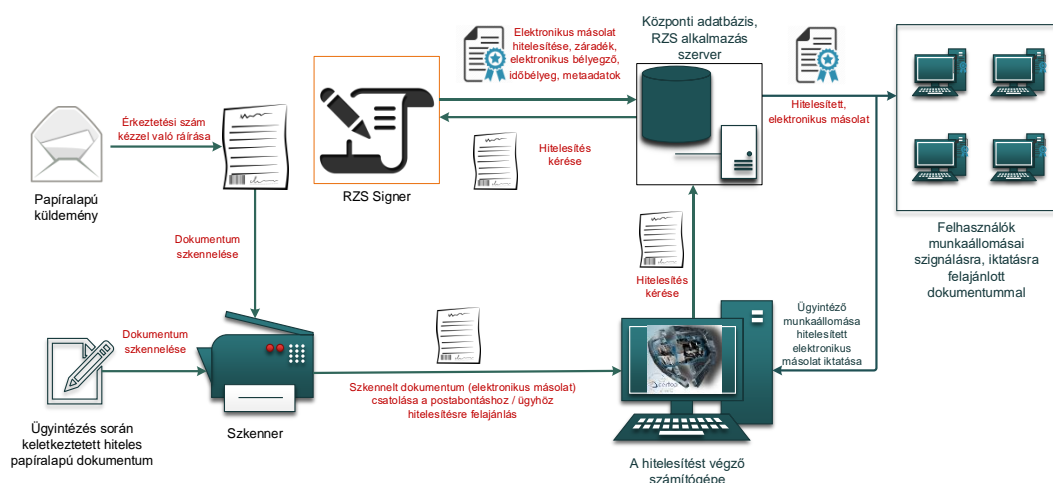 Papíralapú
küldemény
Érkeztetési szám
kézzel való ráírása
Dokumentum
szkennelése
RZS Signer
Elektronikus másolat
hitelesítése, záradék,
elektronikus bélyegző,
időbélyeg, metaadatok
Hitelesítés
kérése
Központi adatbázis,
RZS alkalmazás
szerver
Hitelesített,
elektronikus másolat
Felhasználók
munkaállomásai
szignálásra, iktatásra
felajánlott
dokumentummal
Ügyintézés során
keletkeztetett hiteles
papíralapú dokumentum
Dokumentum
szkennelése
Szkenner
Szkennelt dokumentum (elektronikus másolat)
csatolása a postabontáshoz / ügyhöz
hitelesítésre felajánlás
Hitelesítés
kérése
A hitelesítést végző
számítógépe
Ügyintéző
munkaállomása
hitelesített
elektronikus
másolat iktatása